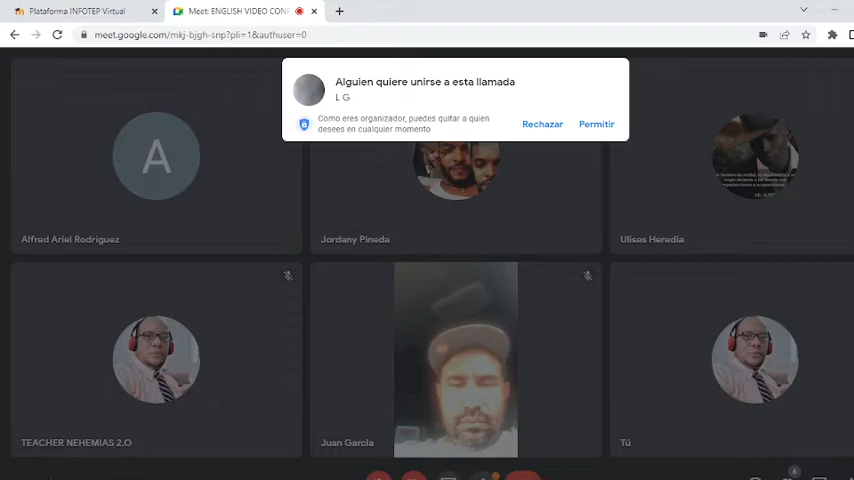 Plataforma INFOTEP Virtual
Meet: ENGLISH VIDEO CONF
meet.google.com/mkj-bjgh-snp?pli=1&authuser=0
Alguien quiere unirse a esta llamada
L G
Como eres organizador, puedes quitar a quien
desees en cualquier momento
Rechazar
Permitir
A
Alfred Ariel Rodriguez
Jordany Pineda
Ulises Heredia
TEACHER NEHEMIAS 2.O
Juan Garcia
Tú
6